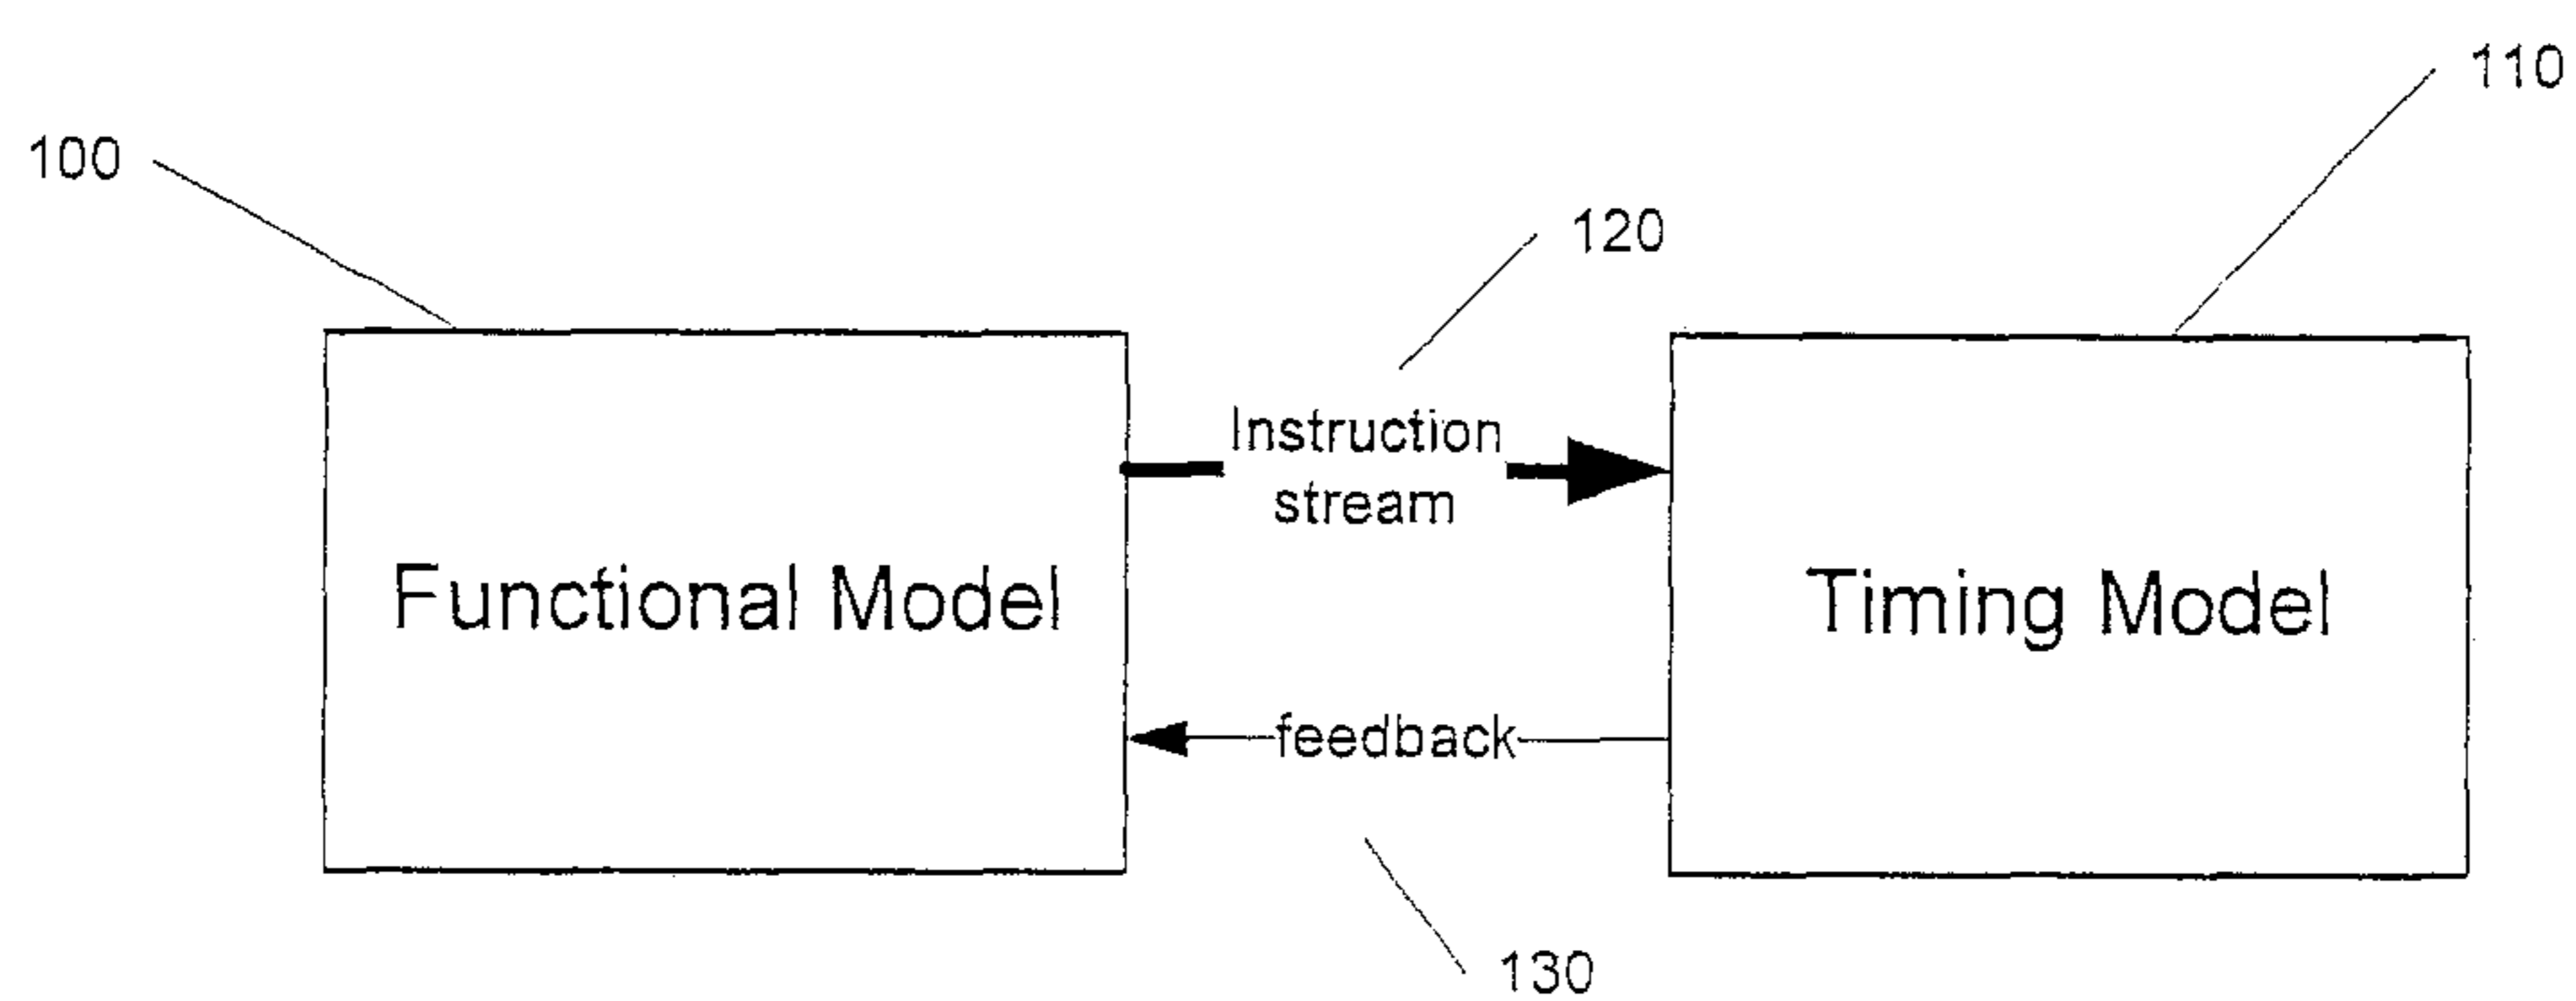 110
100
120
Instruction
stream
Functional Model
Timing Model
feedback
130